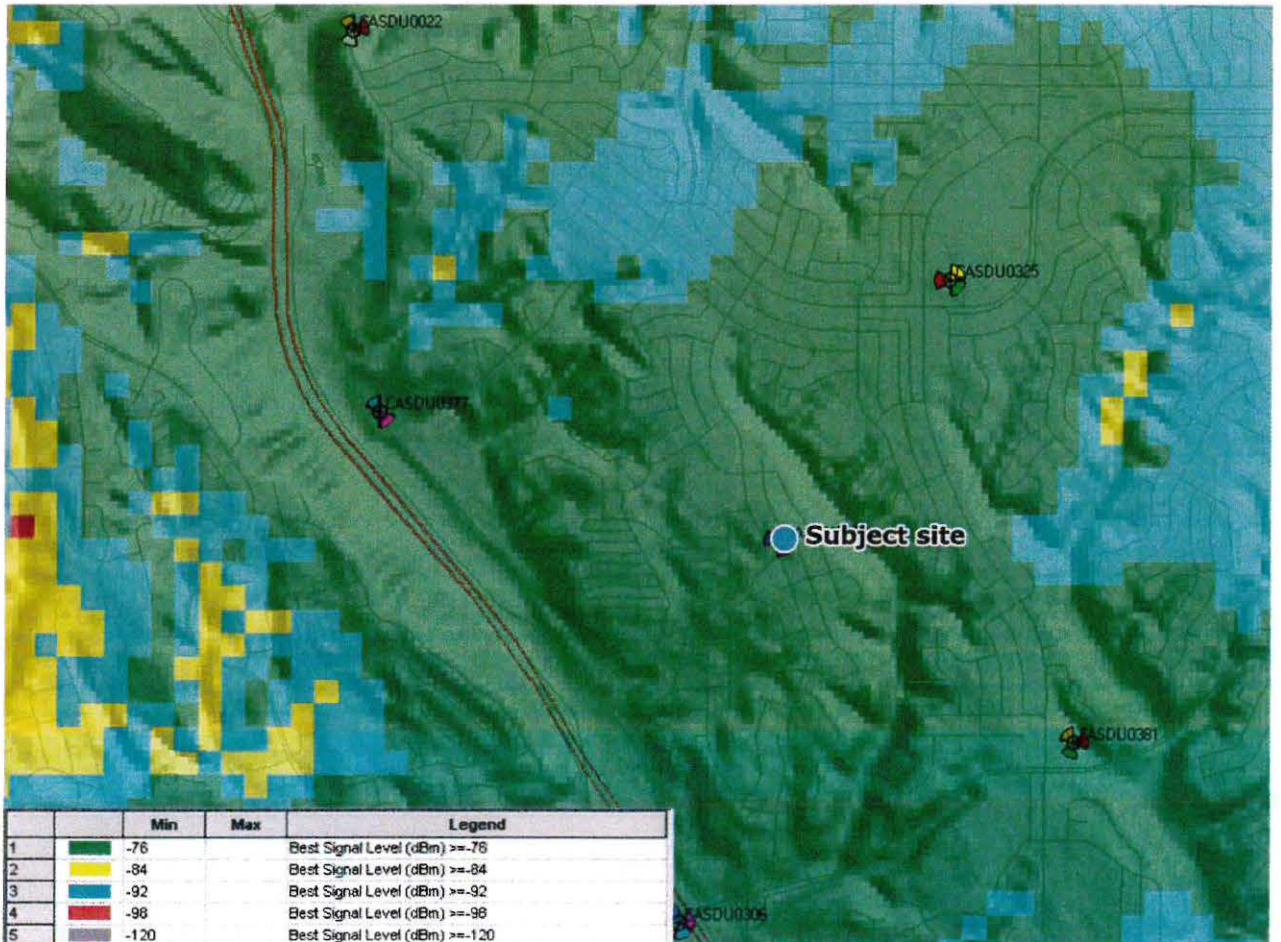 CASDU0022
CASDU0325
CASDU0377
Subject site
CASDU0381
Min Max Legend
1 -76 Best Signal Level (dBm) >=-76
2 -84 Best Signal Level (dBm) >=-84
3 -92 Best Signal Level (dBm) >=-92
4 -98 Best Signal Level (dBm) >=-98
5 -120 Best Signal Level (dBm) >=-120
CASDU0306